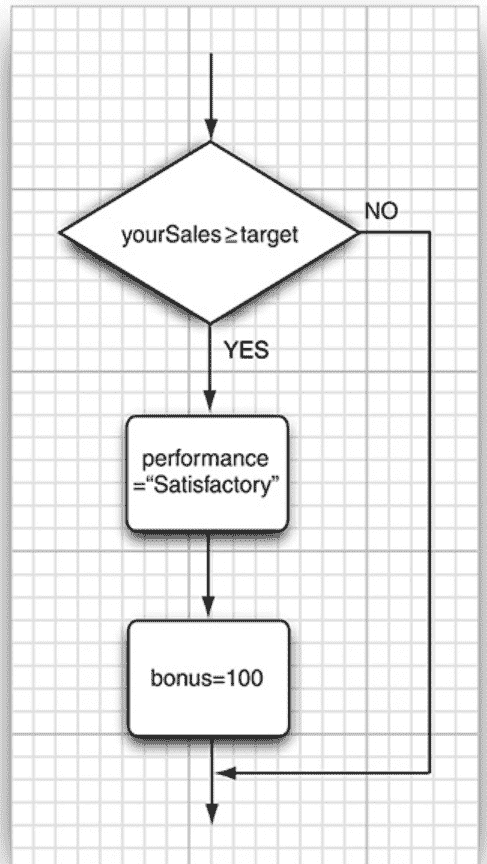 yourSales≥target
NO
YES
performance
=“Satisfactory”
bonus=100